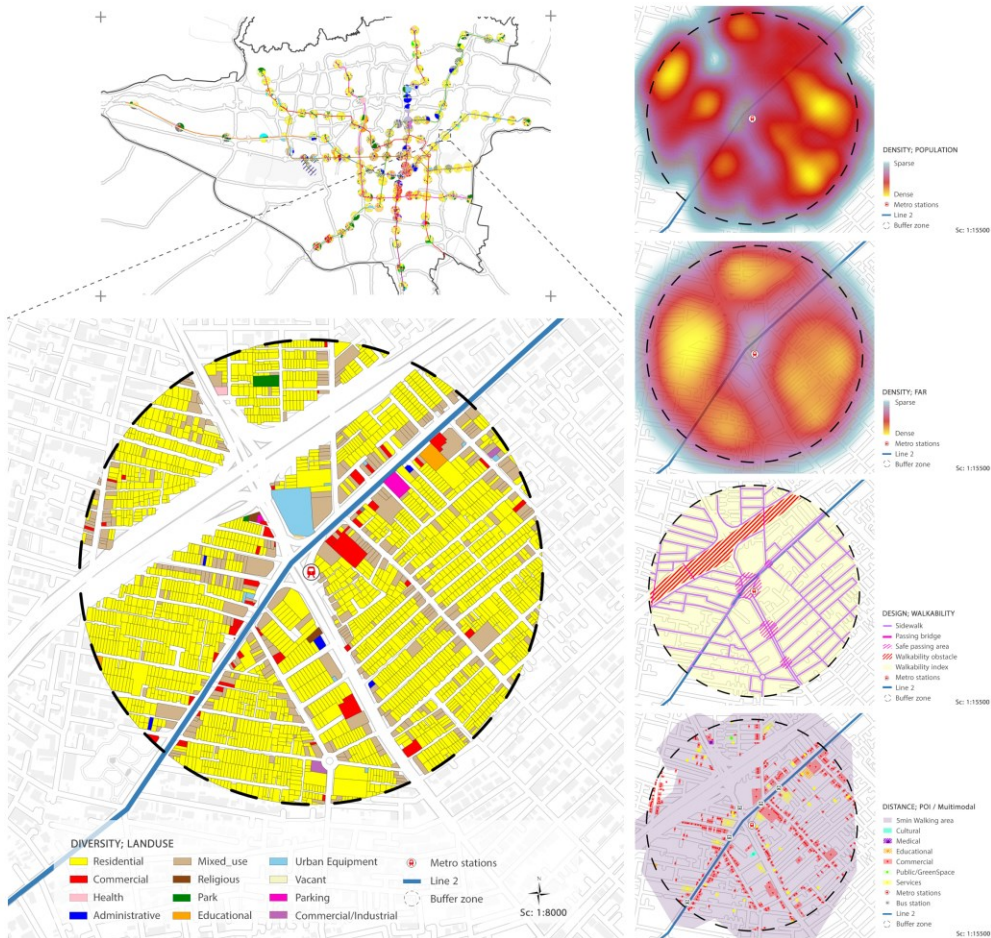 DENSITY; POPULATION
Sparse
Dense
Metro stations
Line 2
Buffer zone
Sc: 1:15500
DENSITY; FAR
Sparse
Dense
Metro stations
Line 2
Buffer zone
Sc: 1:15500
DESIGN; WALKABILITY
Sidewalk
Passing bridge
Safe passing area
Walkability obstacle
Walkability index
Metro stations
Line 2
Buffer zone
Sc: 1:15500
DISTANCE; POI / Multimodal
5min Walking area
Cultural
Medical
Educational
Commercial
Public/GreenSpace
Services
Metro stations
Bus station
Line 2
Buffer zone
Sc: 1:15500
DIVERSITY; LANDUSE
Residential
Commercial
Health
Administrative
Mixed_use
Religious
Park
Educational
Urban Equipment
Vacant
Parking
Commercial/Industrial
Metro stations
Line 2
Buffer zone
N
Sc: 1:8000